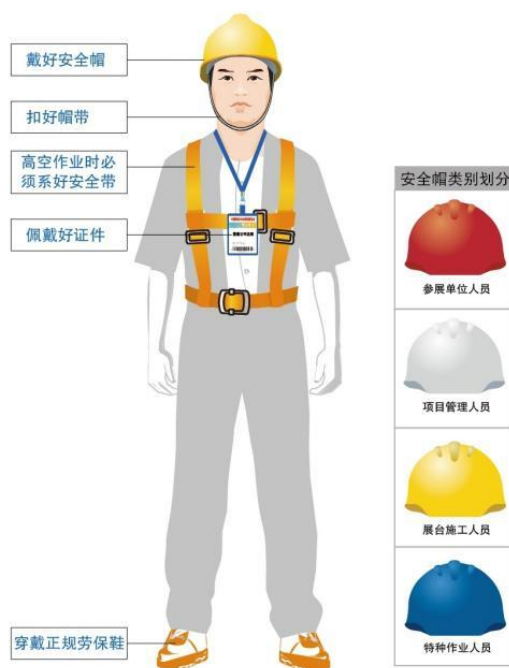 戴好安全帽
扣好帽带
高空作业时必
须系好安全带
佩戴好证件
穿戴正规劳保鞋
安全帽类别划分
参展单位人员
项目管理人员
展台施工人员
特种作业人员